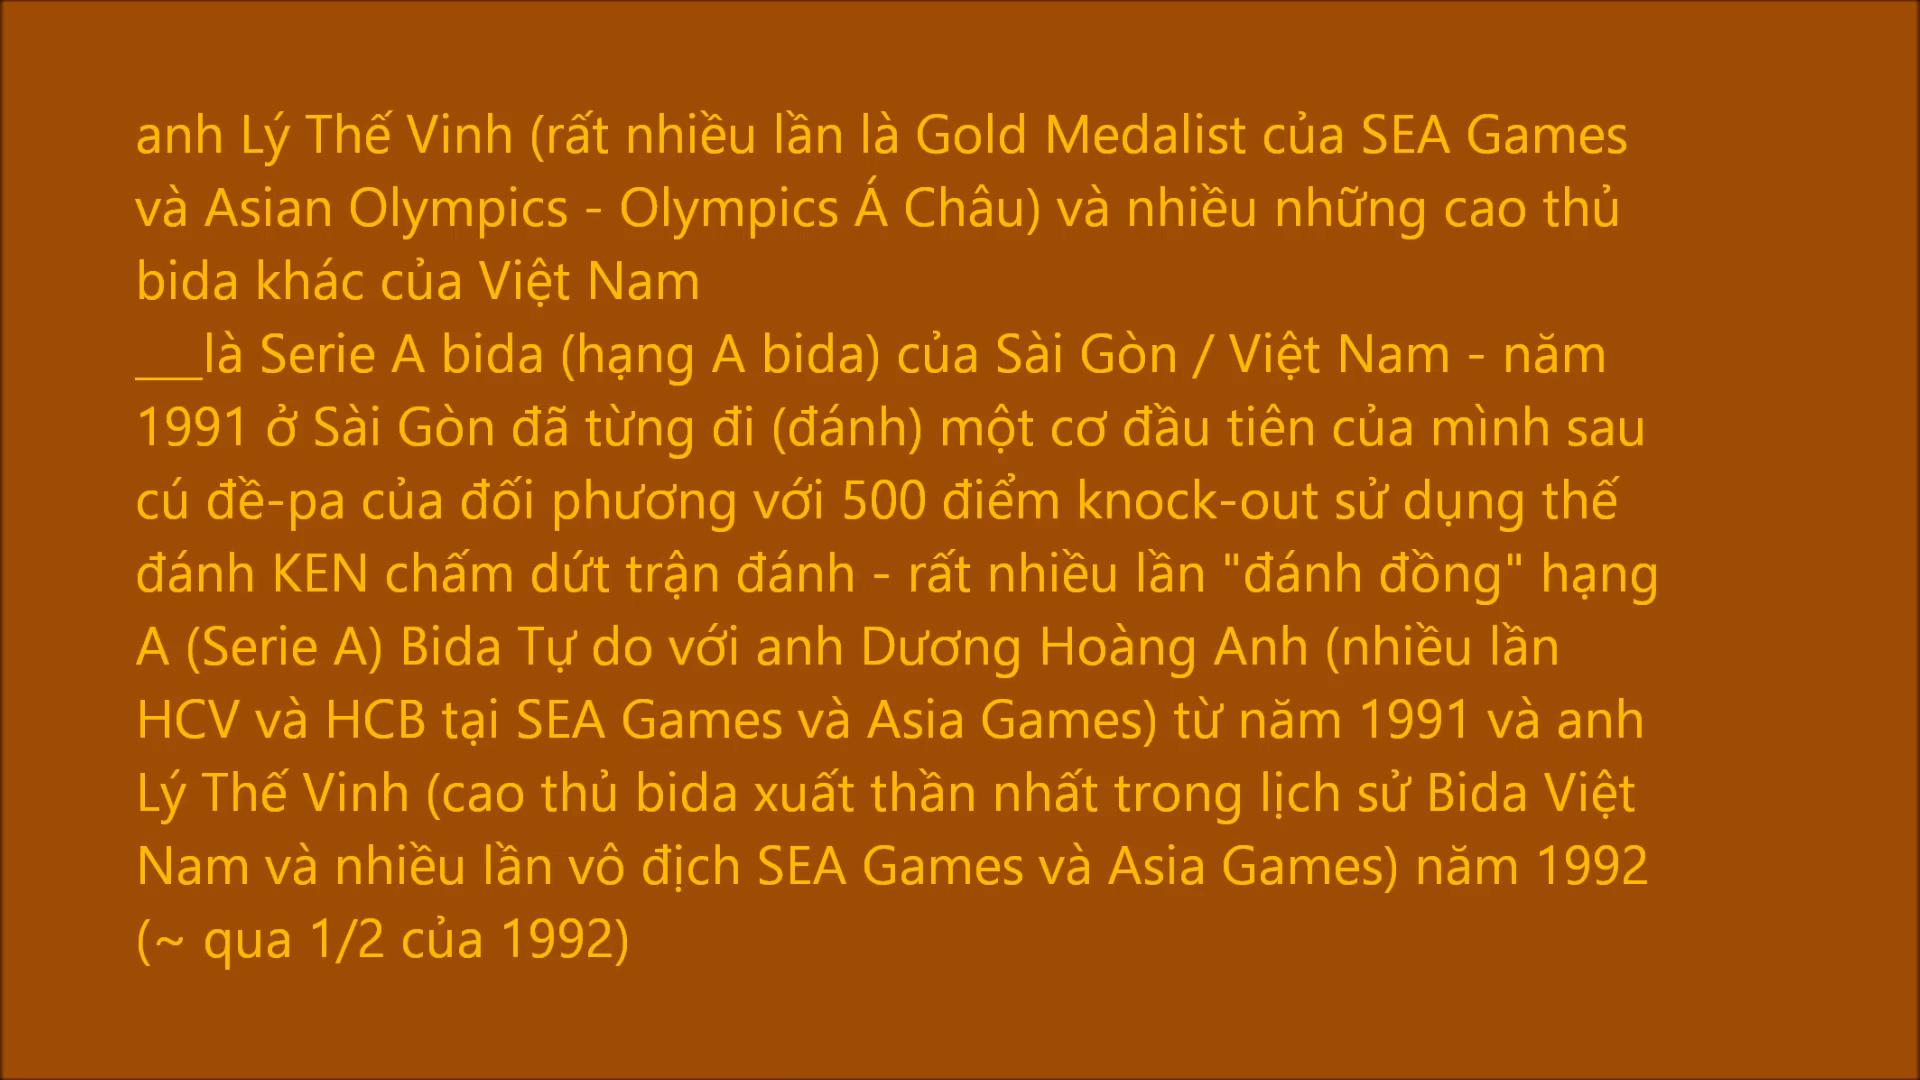 anh Lý Thế Vinh (rất nhiều lần là Gold Medalist của SEA Games
và Asian Olympics - Olympics Á Châu) và nhiều những cao thủ
bida khác của Việt Nam
___là Serie A bida (hạng A bida) của Sài Gòn / Việt Nam - năm
1991 ở Sài Gòn đã từng đi (đánh) một cơ đầu tiên của mình sau
cú đề-pa của đối phương với 500 điểm knock-out sử dụng thế
đánh KEN chấm dứt trận đánh - rất nhiều lần "đánh đồng" hạng
A (Serie A) Bida Tự do với anh Dương Hoàng Anh (nhiều lần
HCV và HCB tại SEA Games và Asia Games) từ năm 1991 và anh
Lý Thế Vinh (cao thủ bida xuất thần nhất trong lịch sử Bida Việt
Nam và nhiều lần vô địch SEA Games và Asia Games) năm 1992
(~ qua 1/2 của 1992)